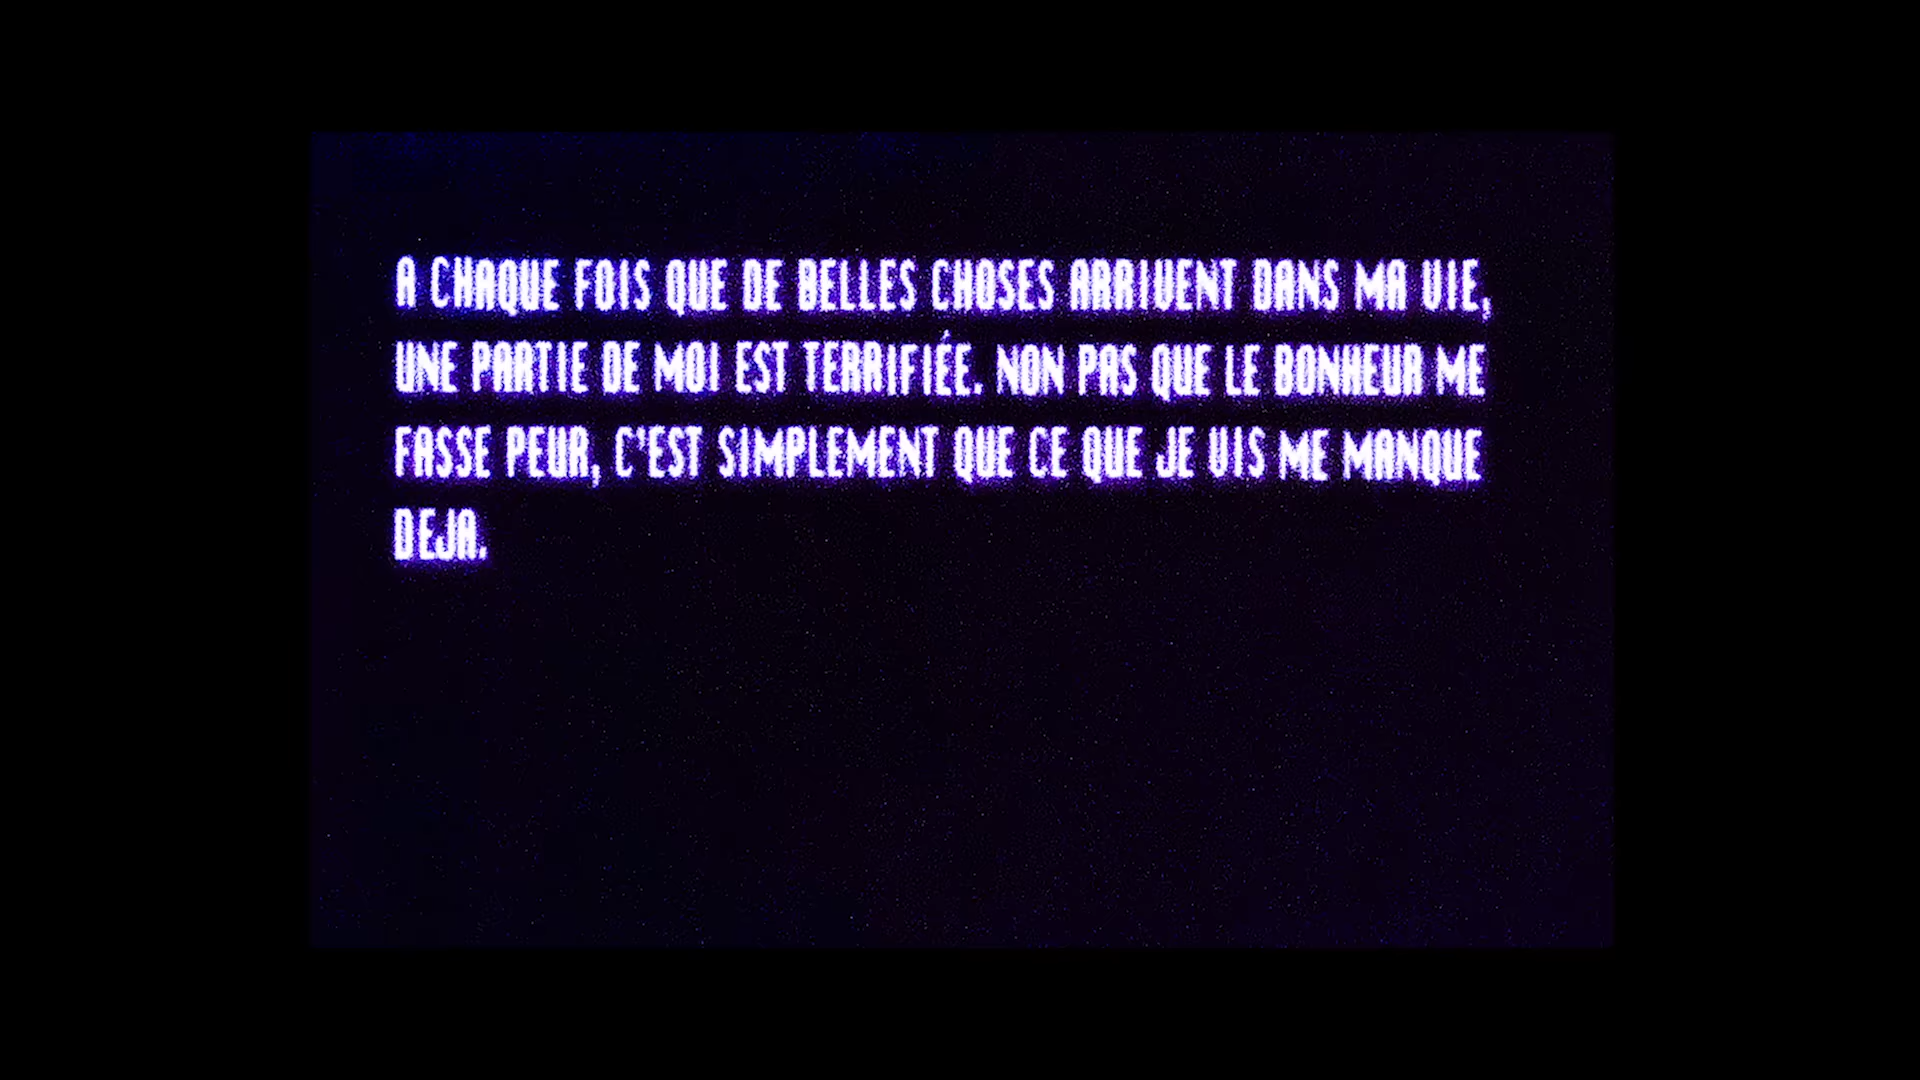 A CHAQUE FOIS QUE DE BELLES CHOSES ARRIVENT DANS MA VIE,
UNE PARTIE DE MOI EST TERRIFIÉE. NON PAS QUE LE BONHEUR ME
FASSE PEUR, C'EST SIMPLEMENT QUE CE QUE JE VIS ME MANQUE
DEJA.